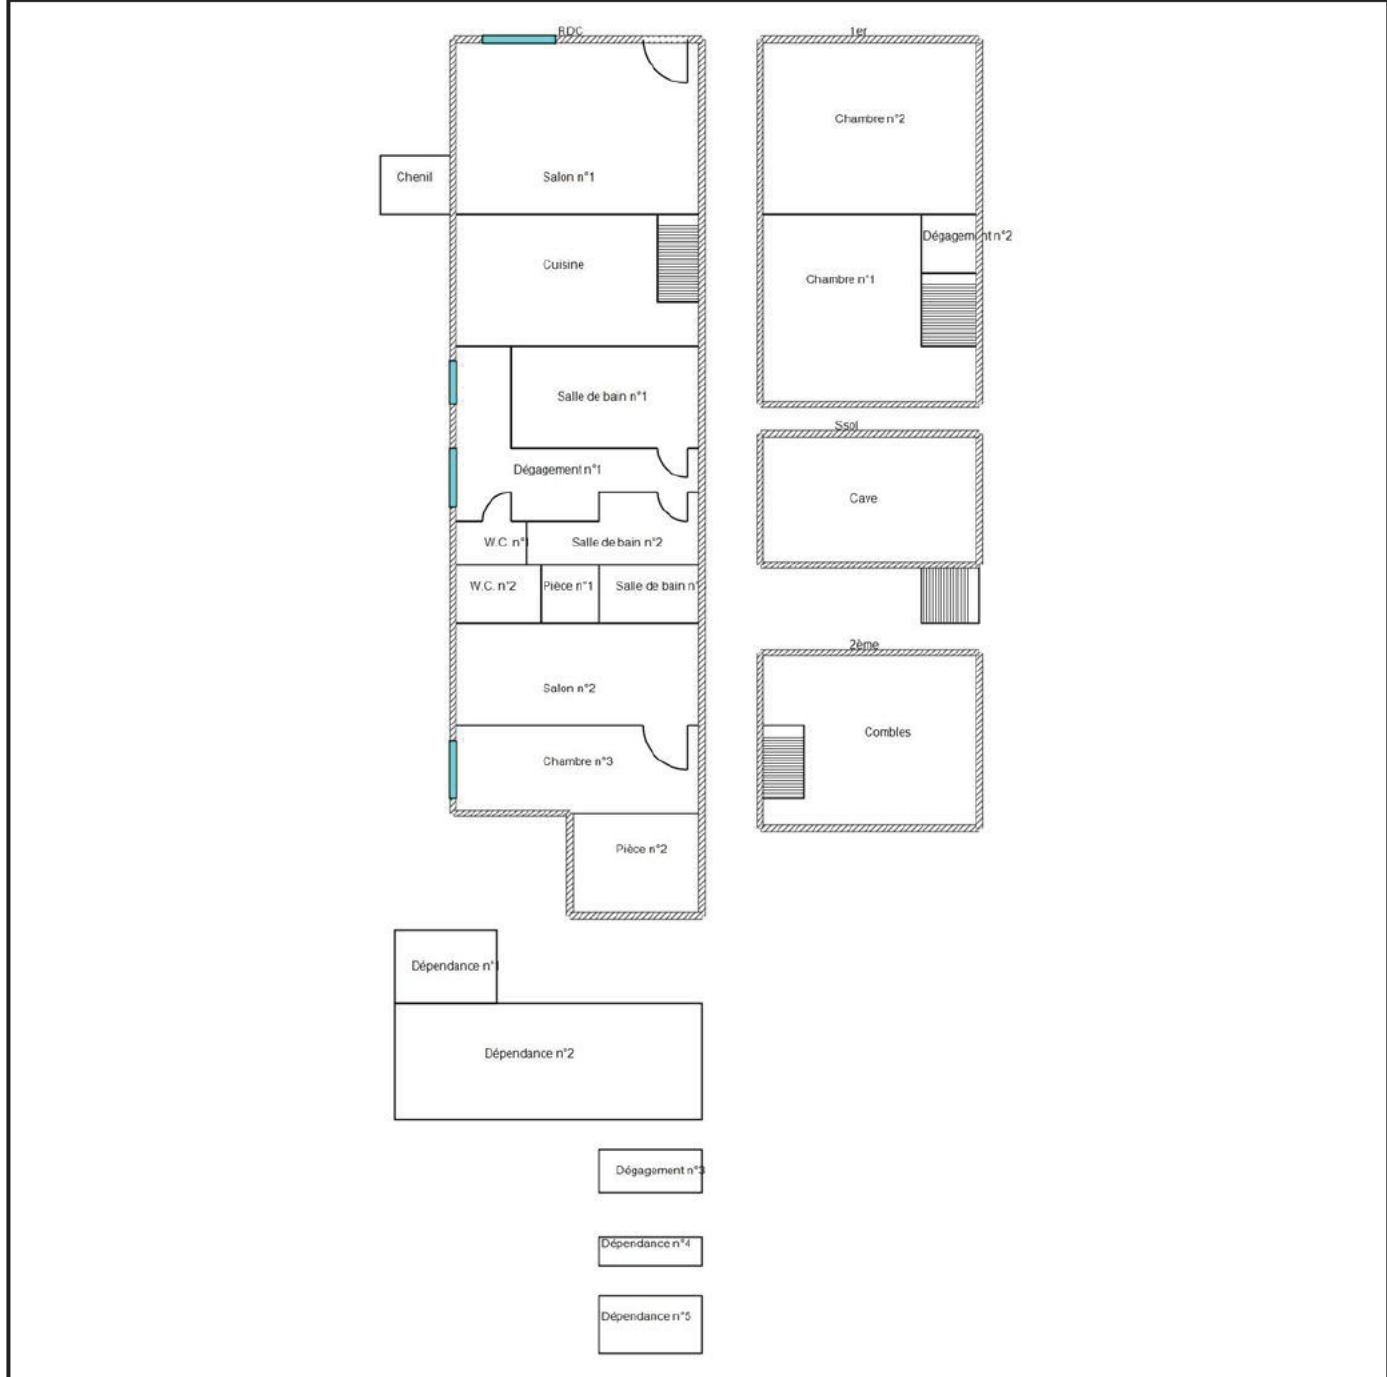 RDC
1er
Chambre n°2
Chenil
Salon n°1
Dégagement n°2
Cuisine
Chambre n°1
Salle de bain n°1
Ssol
Dégagement n°1
Cave
W.C. n°1
Salle de bain n°2
W.C. n°2
Pièce n°1
Salle de bain n°
2ème
Salon n°2
Combles
Chambre n°3
Pièce n°2
Dépendance n°1
Dépendance n°2
Dégagement n°3
Dépendance n°4
Dépendance n°5